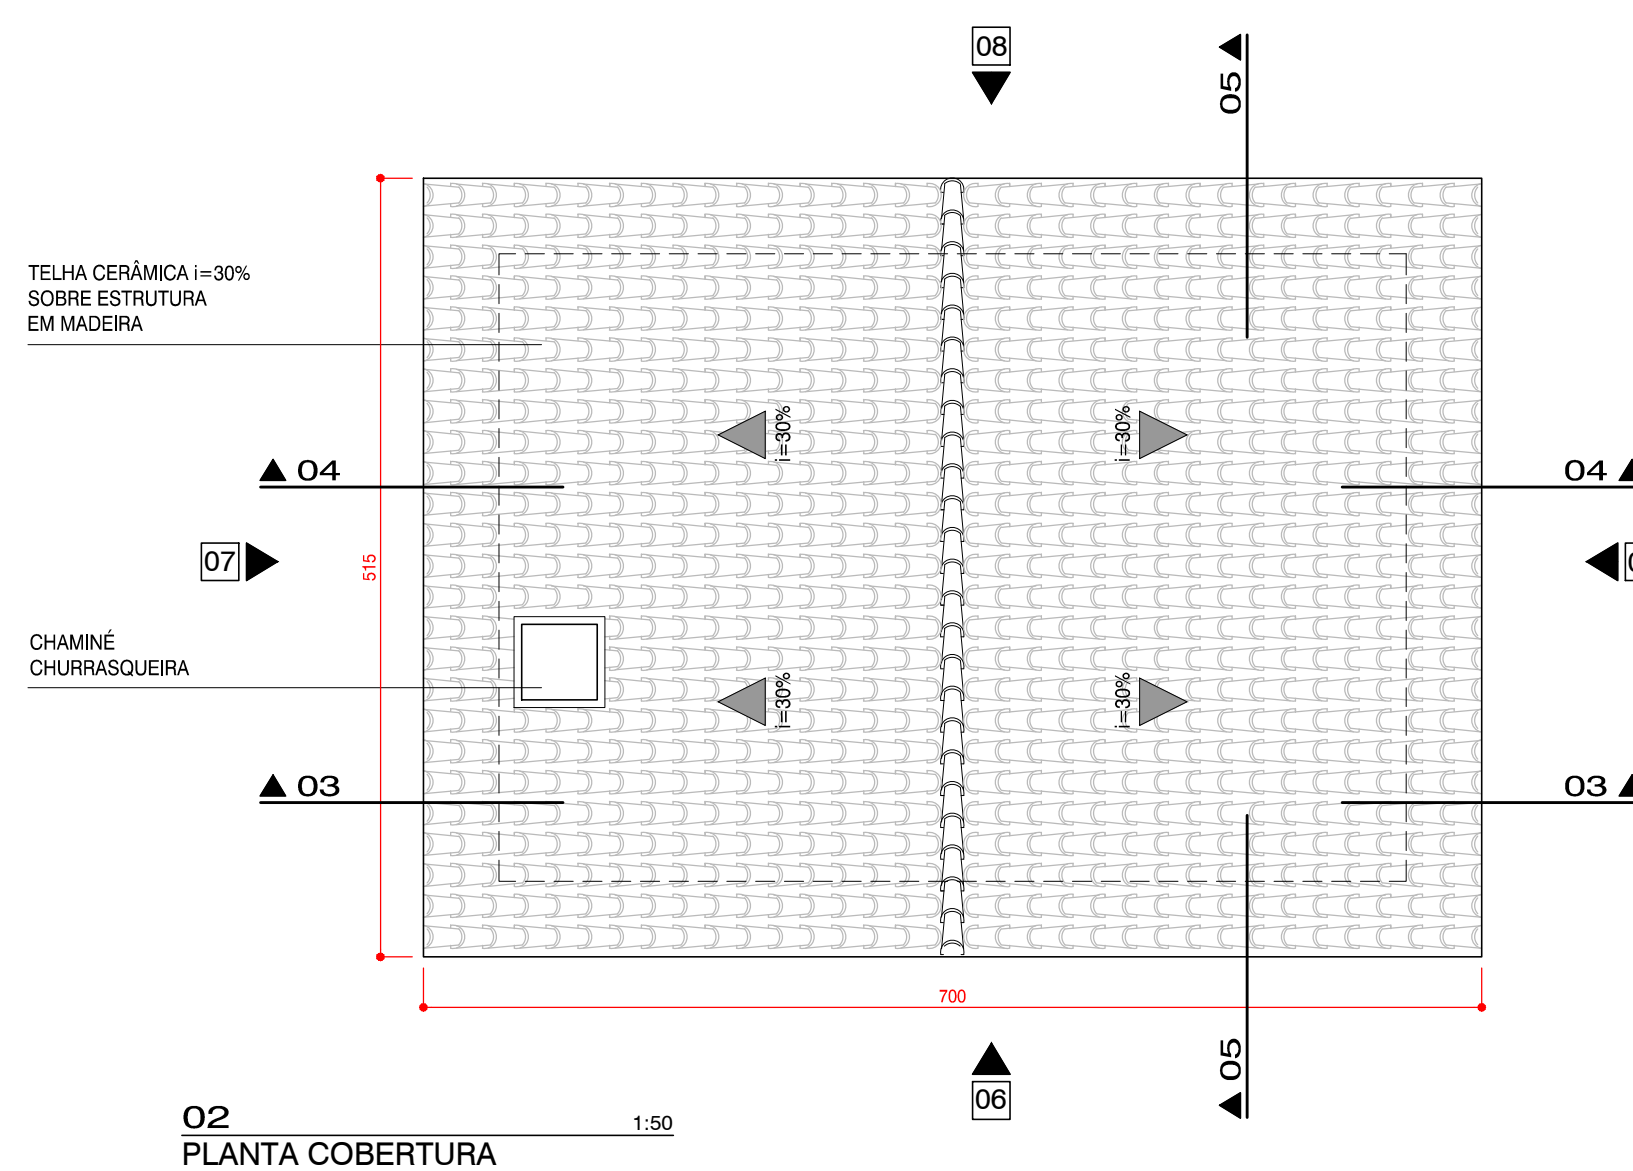 08
05
TELHA CERÂMICA i=30%
SOBRE ESTRUTURA
EM MADEIRA
i=30%
i=30%
04
04
07
515
CHAMINÉ
CHURRASQUEIRA
i=30%
i=30%
03
03
700
05
06
02
1:50
PLANTA COBERTURA